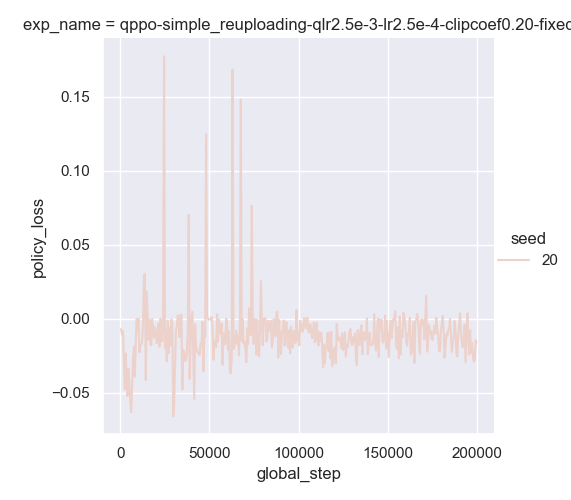 exp_name = qppo-simple_reuploading-qlr2.5e-3-lr2.5e-4-clipcoef0.20-fixed
0.15
0.10
0.05
0.00
−0.05
policy_loss
0
50000
100000
150000
200000
global_step
seed
20